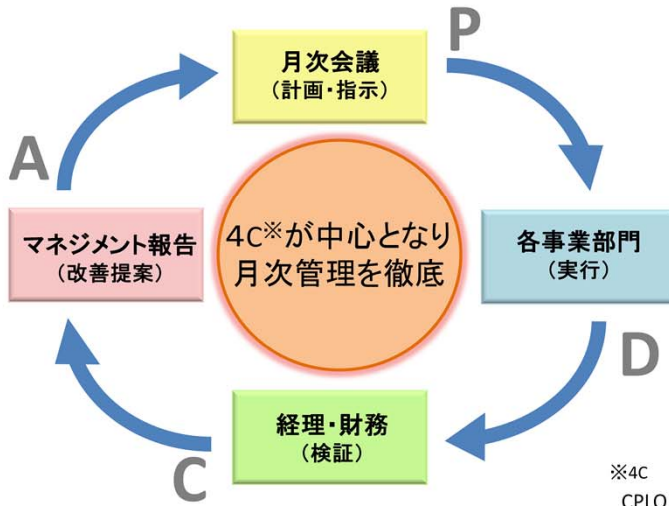 P
月次会議
（計画・指示）
A
マネジメント報告
（改善提案）
4C※が中心となり
月次管理を徹底
各事業部門
（実行）
D
経理・財務
（検証）
C
※4C
CPLO